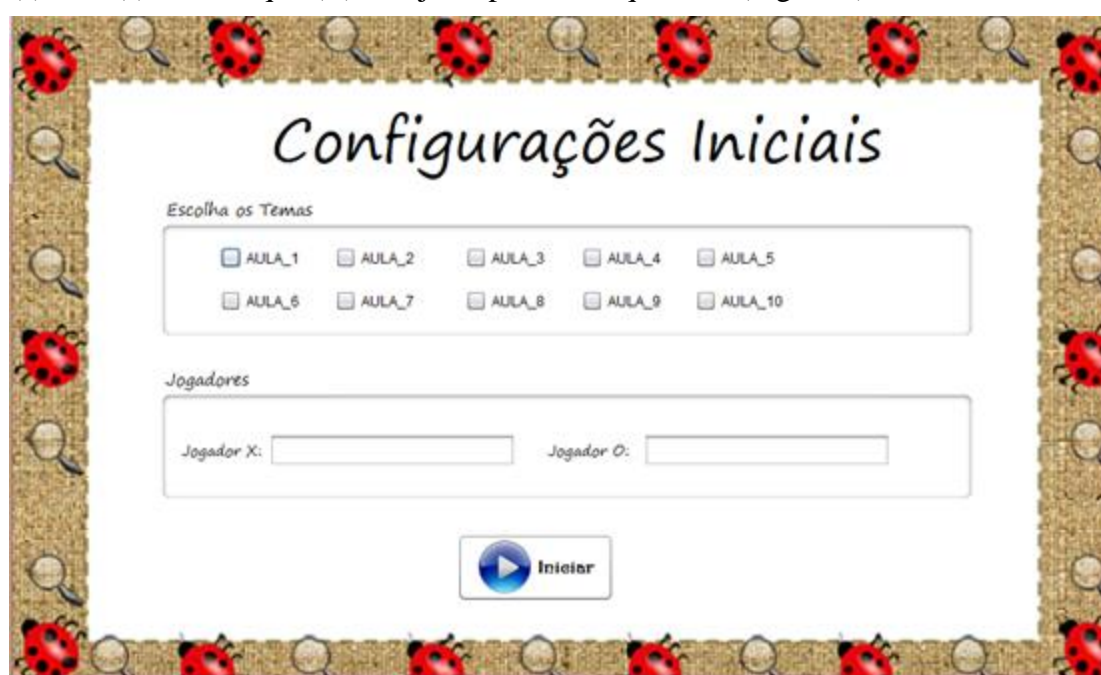 Configurações Iniciais
Escolha os Temas
AULA_1 AULA_2 AULA_3 AULA_4 AULA_5
AULA_6 AULA_7 AULA_8 AULA_9 AULA_10
Jogadores
Jogador X: Jogador O:
Iniciar